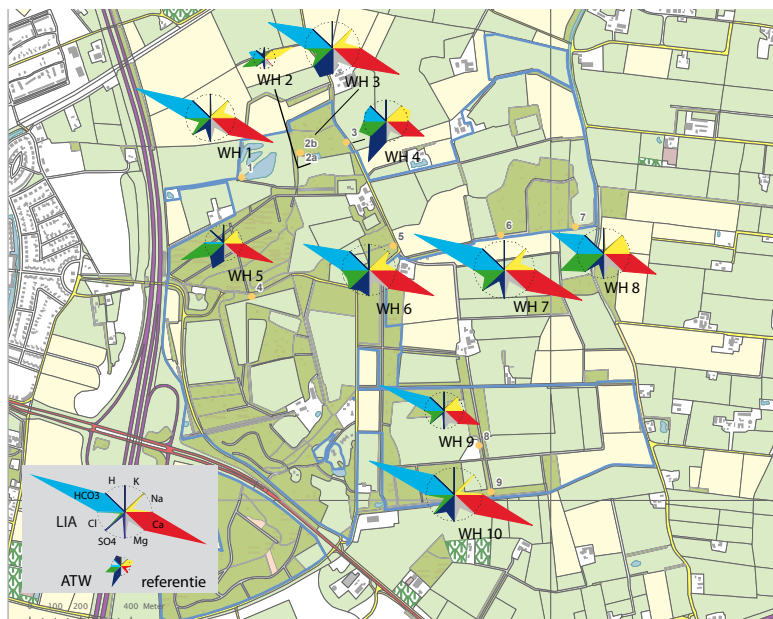 WH 2
WH 3
WH 1
WH 4
2b
2a
3
1
WH 5
4
5
6
7
WH 6
WH 7
WH 8
WH 9
8
9
WH 10
H
K
HCO3
Na
LIA
Cl
Ca
SO4
Mg
ATW
referentie
0 100 200 400 Meter